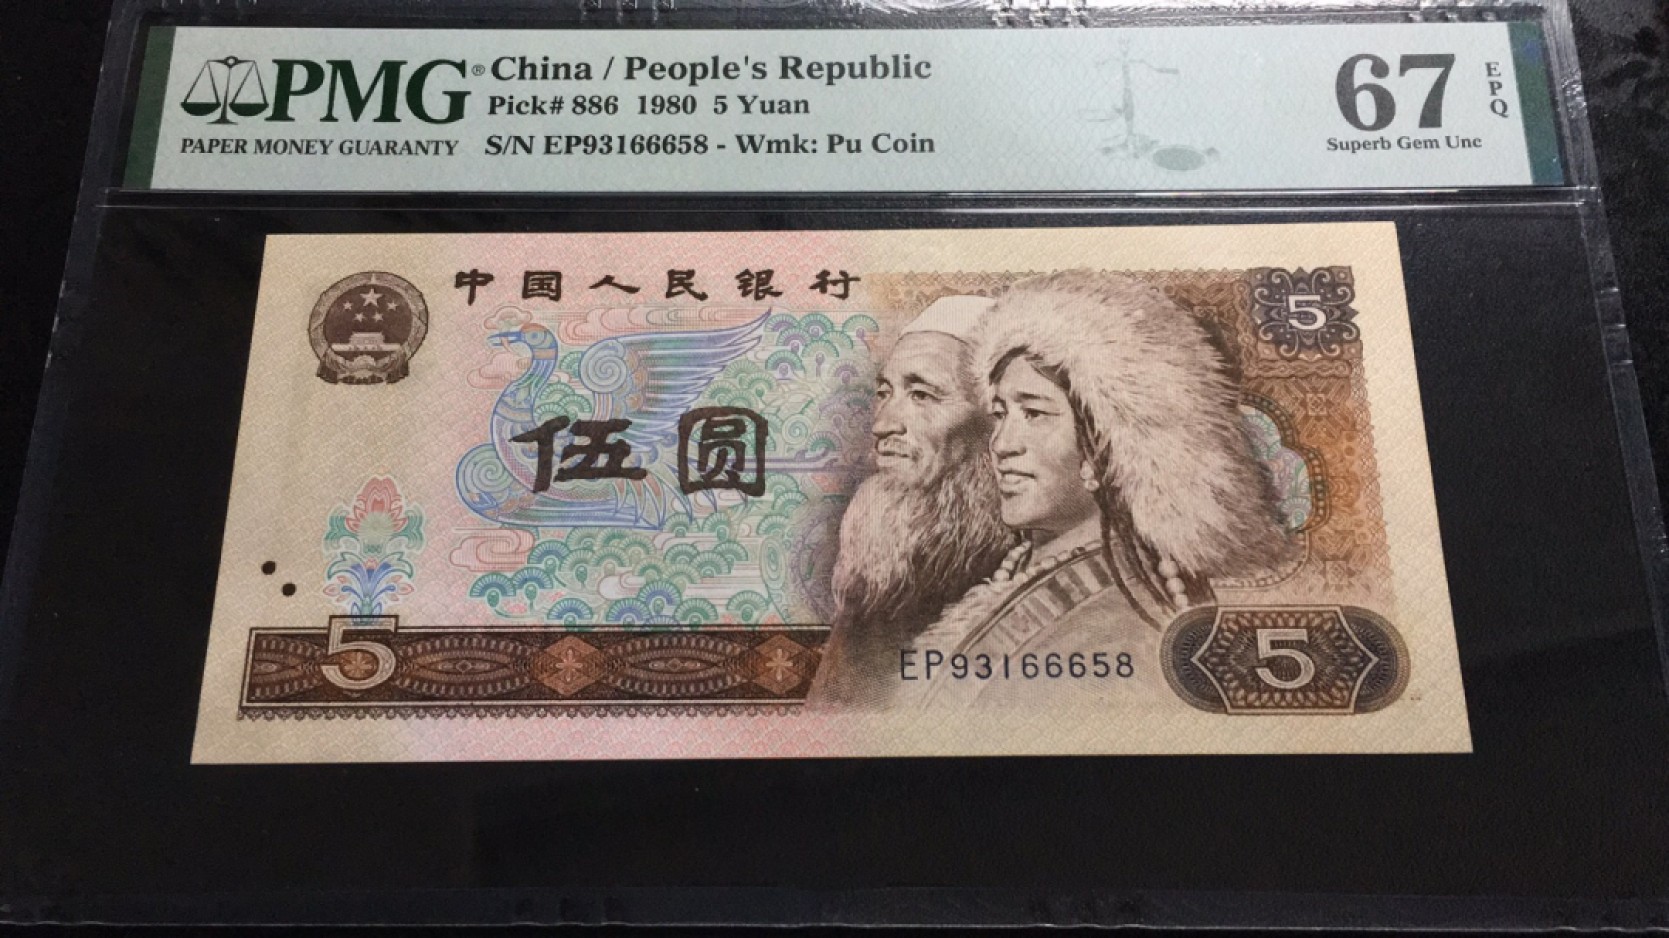 PMG® China / People's Republic
Pick# 886 1980 5 Yuan
PAPER MONEY GUARANTY
S/N EP93166658 - Wmk: Pu Coin
67
EPQ
Superb Gem Unc
中国人民银行
5
伍圆
5
EP93166658
5